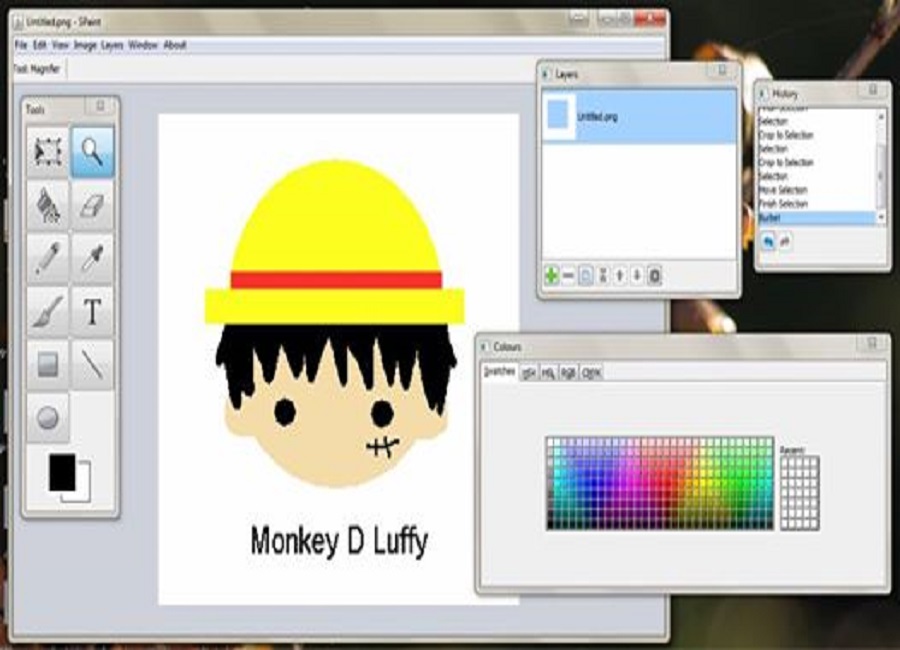 Untitled.png - SPaint
File Edit View Image Layers Window About
Tool: Magnifier
Tools
T
Monkey D Luffy
Layers
Untitled.png
History
Selection
Crop to Selection
Selection
Crop to Selection
Selection
Move Selection
Finish Selection
Colours
Swatches HSV HSL RGB CMYK
Recent: